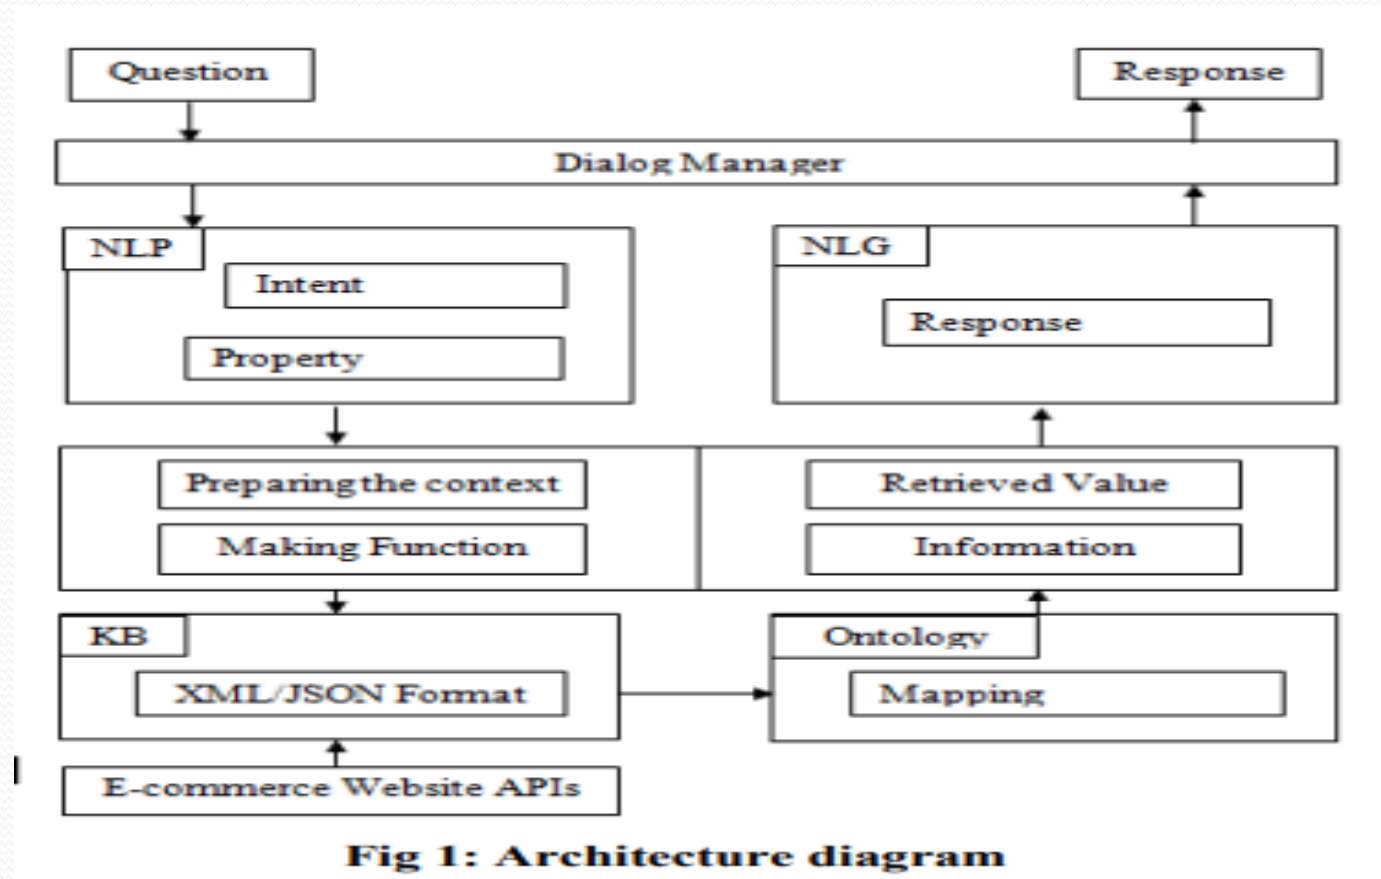 Question
Response
Dialog Manager
NLP
Intent
Property
NLG
Response
Preparing the context
Making Function
Retrieved Value
Information
KB
XML/JSON Format
Ontology
Mapping
E-commerce Website APIs
Fig 1: Architecture diagram